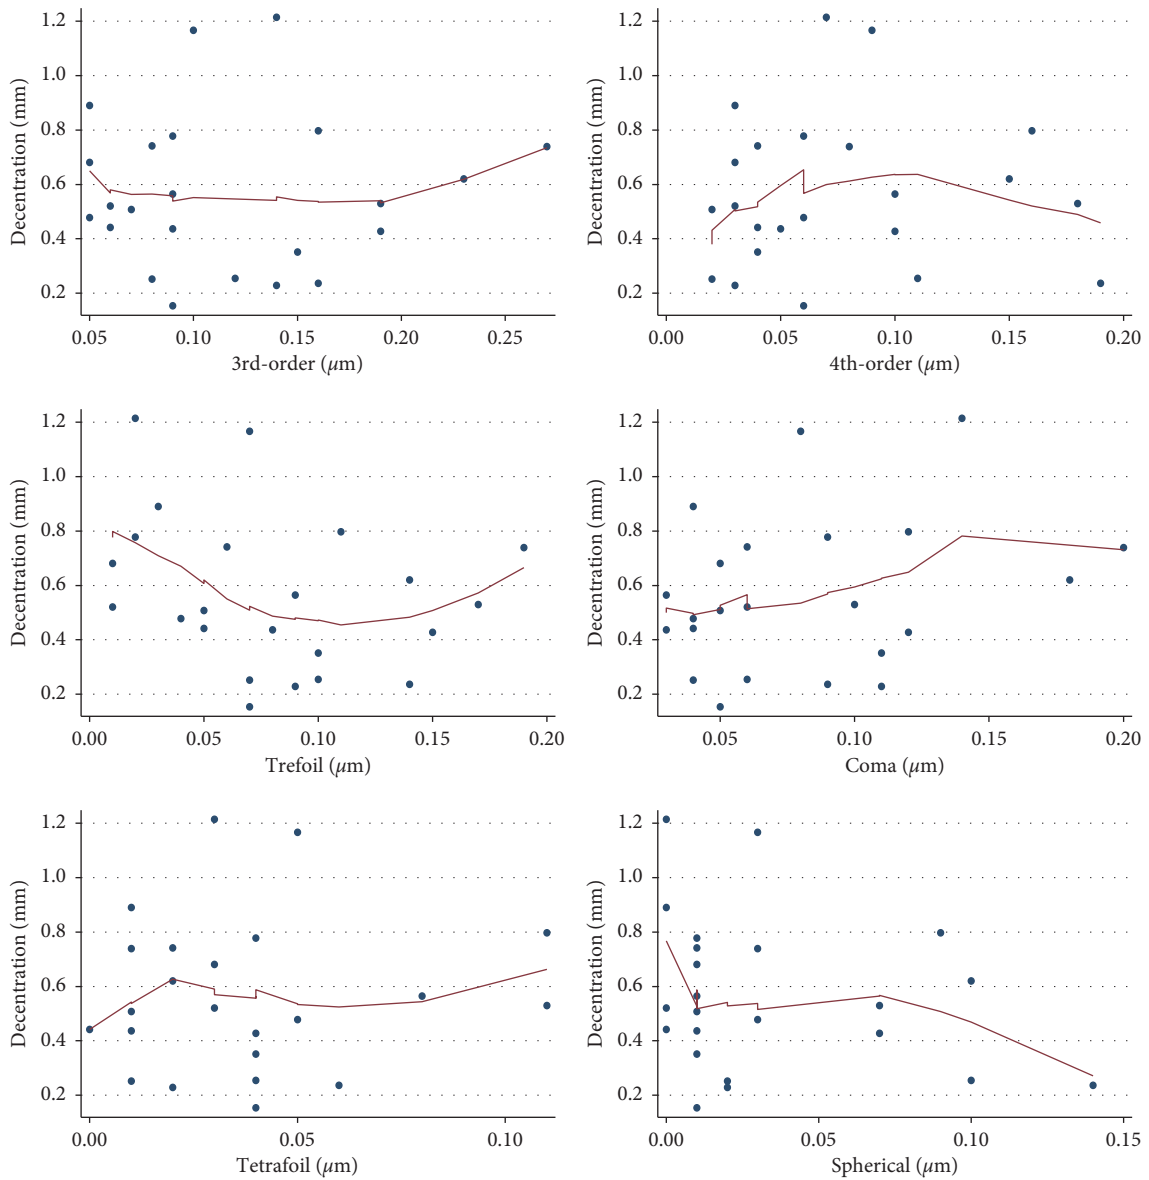 Decentration (mm)
1.2
1.0
0.8
0.6
0.4
0.2
0.05 0.10 0.15 0.20 0.25
3rd-order (μm)
Decentration (mm)
1.2
1.0
0.8
0.6
0.4
0.2
0.00 0.05 0.10 0.15 0.20
4th-order (μm)
Decentration (mm)
1.2
1.0
0.8
0.6
0.4
0.2
0.00 0.05 0.10 0.15 0.20
Trefoil (μm)
Decentration (mm)
1.2
1.0
0.8
0.6
0.4
0.2
0.05 0.10 0.15 0.20
Coma (μm)
Decentration (mm)
1.2
1.0
0.8
0.6
0.4
0.2
0.00 0.05 0.10
Tetrafoil (μm)
Decentration (mm)
1.2
1.0
0.8
0.6
0.4
0.2
0.00 0.05 0.10 0.15
Spherical (μm)